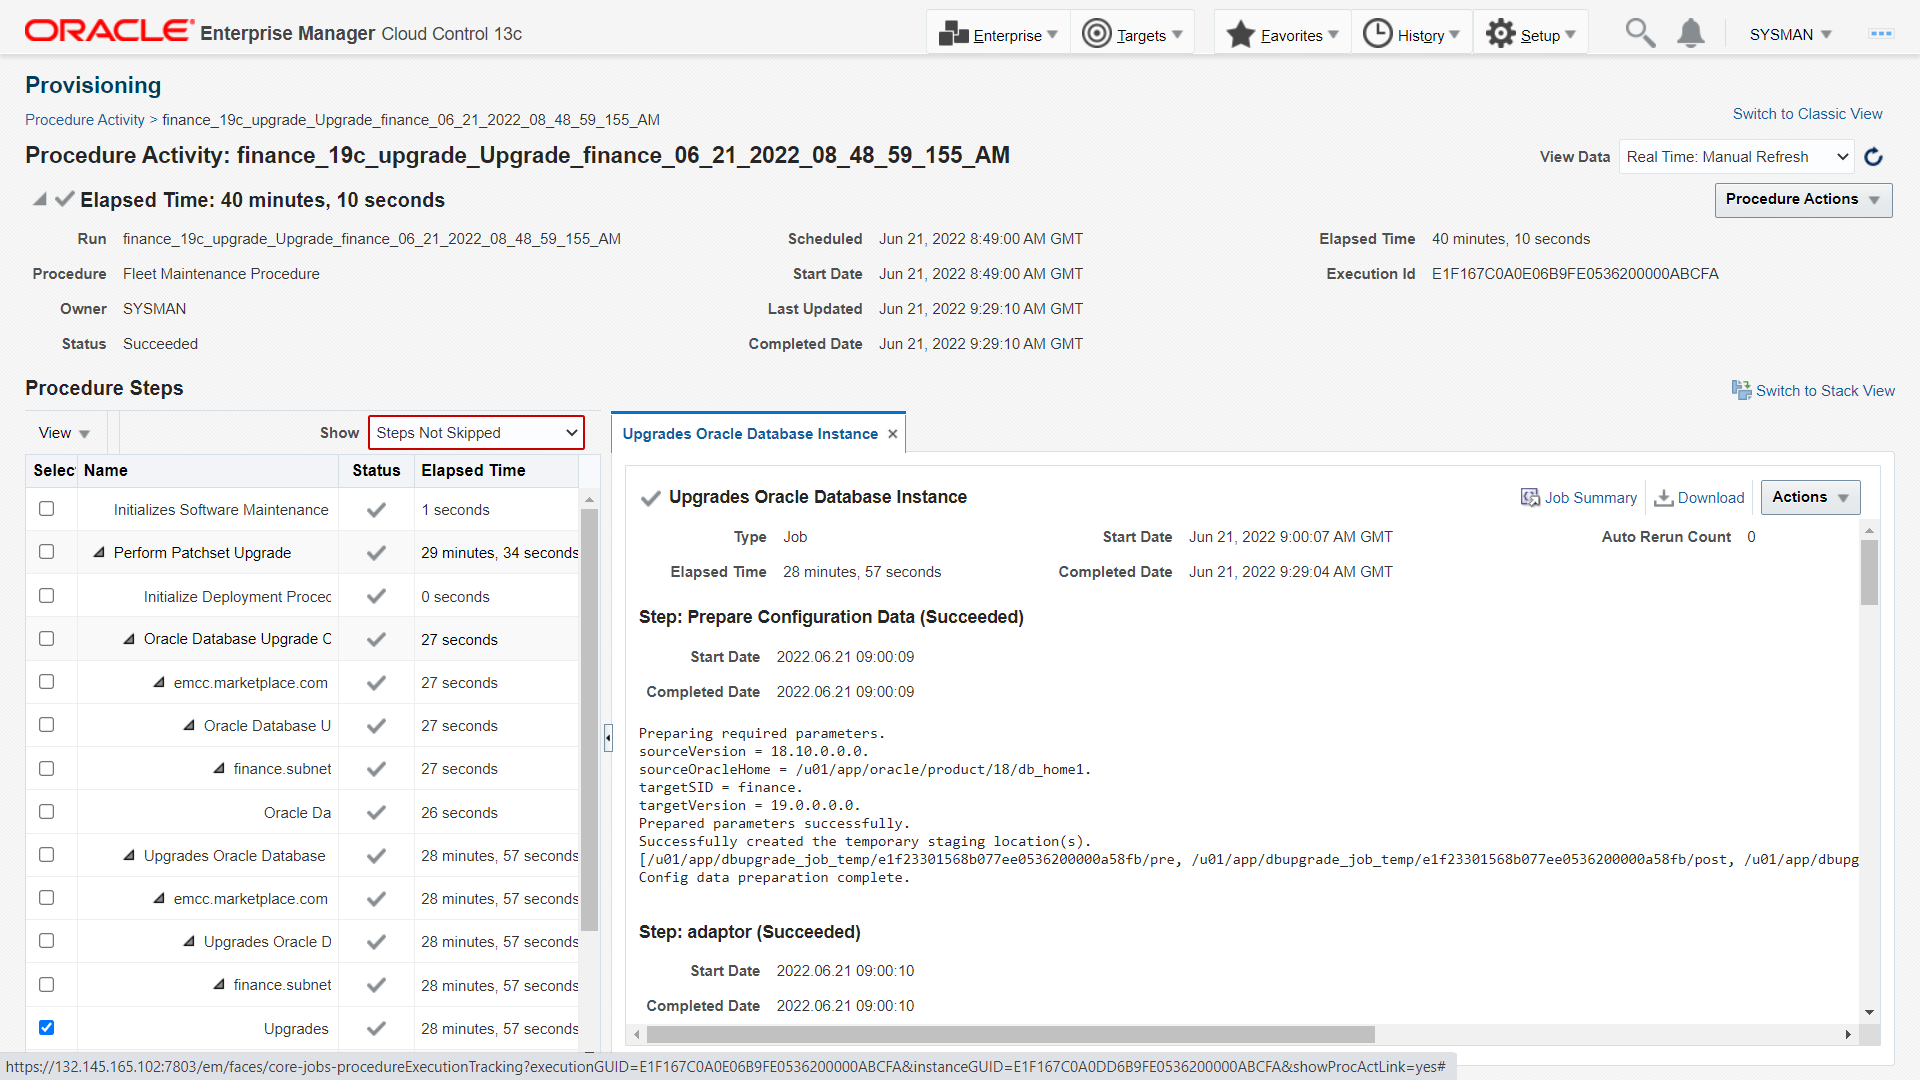 ORACLE Enterprise Manager Cloud Control 13c
Enterprise
Targets
Favorites
History
Setup
SYSMAN
Provisioning
Procedure Activity > finance_19c_upgrade_Upgrade_finance_06_21_2022_08_48_59_155_AM
Switch to Classic View
Procedure Activity: finance_19c_upgrade_Upgrade_finance_06_21_2022_08_48_59_155_AM
View Data Real Time: Manual Refresh
Elapsed Time: 40 minutes, 10 seconds
Procedure Actions
Run finance_19c_upgrade_Upgrade_finance_06_21_2022_08_48_59_155_AM
Procedure Fleet Maintenance Procedure
Owner SYSMAN
Status Succeeded
Scheduled Jun 21, 2022 8:49:00 AM GMT
Start Date Jun 21, 2022 8:49:00 AM GMT
Last Updated Jun 21, 2022 9:29:10 AM GMT
Completed Date Jun 21, 2022 9:29:10 AM GMT
Elapsed Time 40 minutes, 10 seconds
Execution Id E1F167C0A0E06B9FE0536200000ABCFA
Procedure Steps
Switch to Stack View
View
Show Steps Not Skipped
Selec Name Status Elapsed Time
Initializes Software Maintenance 1 seconds
Perform Patchset Upgrade 29 minutes, 34 seconds
Initialize Deployment Proced 0 seconds
Oracle Database Upgrade C 27 seconds
emcc.marketplace.com 27 seconds
Oracle Database U 27 seconds
finance.subnet 27 seconds
Oracle Da 26 seconds
Upgrades Oracle Database 28 minutes, 57 seconds
emcc.marketplace.com 28 minutes, 57 seconds
Upgrades Oracle D 28 minutes, 57 seconds
finance.subnet 28 minutes, 57 seconds
Upgrades 28 minutes, 57 seconds
Upgrades Oracle Database Instance
Upgrades Oracle Database Instance
Job Summary
Download
Actions
Type Job
Start Date Jun 21, 2022 9:00:07 AM GMT
Auto Rerun Count 0
Elapsed Time 28 minutes, 57 seconds
Completed Date Jun 21, 2022 9:29:04 AM GMT
Step: Prepare Configuration Data (Succeeded)
Start Date 2022.06.21 09:00:09
Completed Date 2022.06.21 09:00:09
Preparing required parameters.
sourceVersion = 18.10.0.0.0.
sourceOracleHome = /u01/app/oracle/product/18/db_home1.
targetSID = finance.
targetVersion = 19.0.0.0.0.
Prepared parameters successfully.
Successfully created the temporary staging location(s).
[/u01/app/dbupgrade_job_temp/e1f23301568b077ee0536200000a58fb/pre, /u01/app/dbupgrade_job_temp/e1f23301568b077ee0536200000a58fb/post, /u01/app/dbupg
Config data preparation complete.
Step: adaptor (Succeeded)
Start Date 2022.06.21 09:00:10
Completed Date 2022.06.21 09:00:10
https://132.145.165.102:7803/em/faces/core-jobs-procedureExecutionTracking?executionGUID=E1F167C0A0E06B9FE0536200000ABCFA&instanceGUID=E1F167C0A0DD6B9FE0536200000ABCFA&showProcActLink=yes#